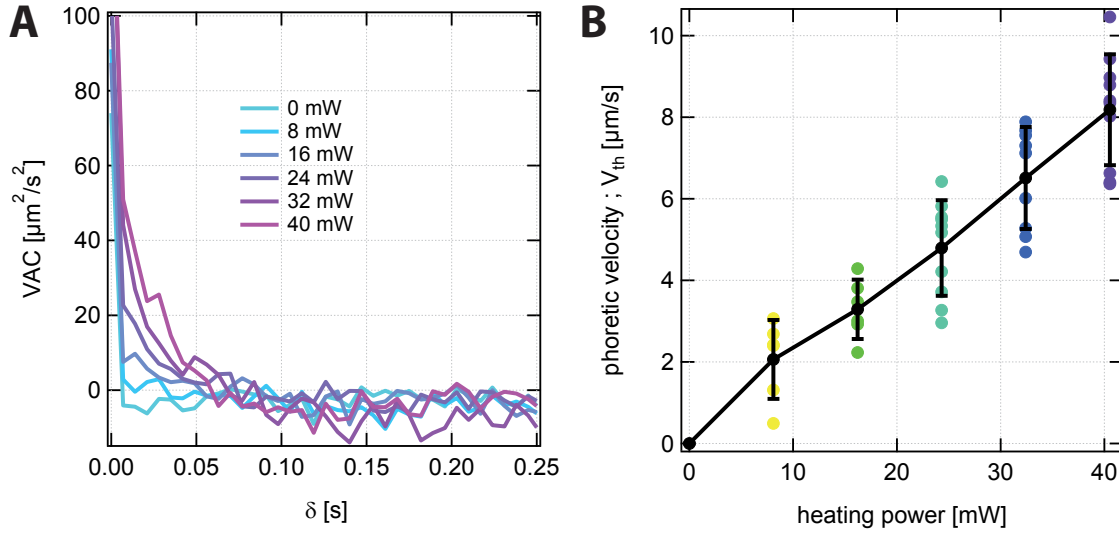 A
VAC [µm²/s²]
100
80
60
40
20
0
0 mW
8 mW
16 mW
24 mW
32 mW
40 mW
0.00 0.05 0.10 0.15 0.20 0.25
δ [s]
B
phoretic velocity ; Vth [µm/s]
10
8
6
4
2
0
0 10 20 30 40
heating power [mW]